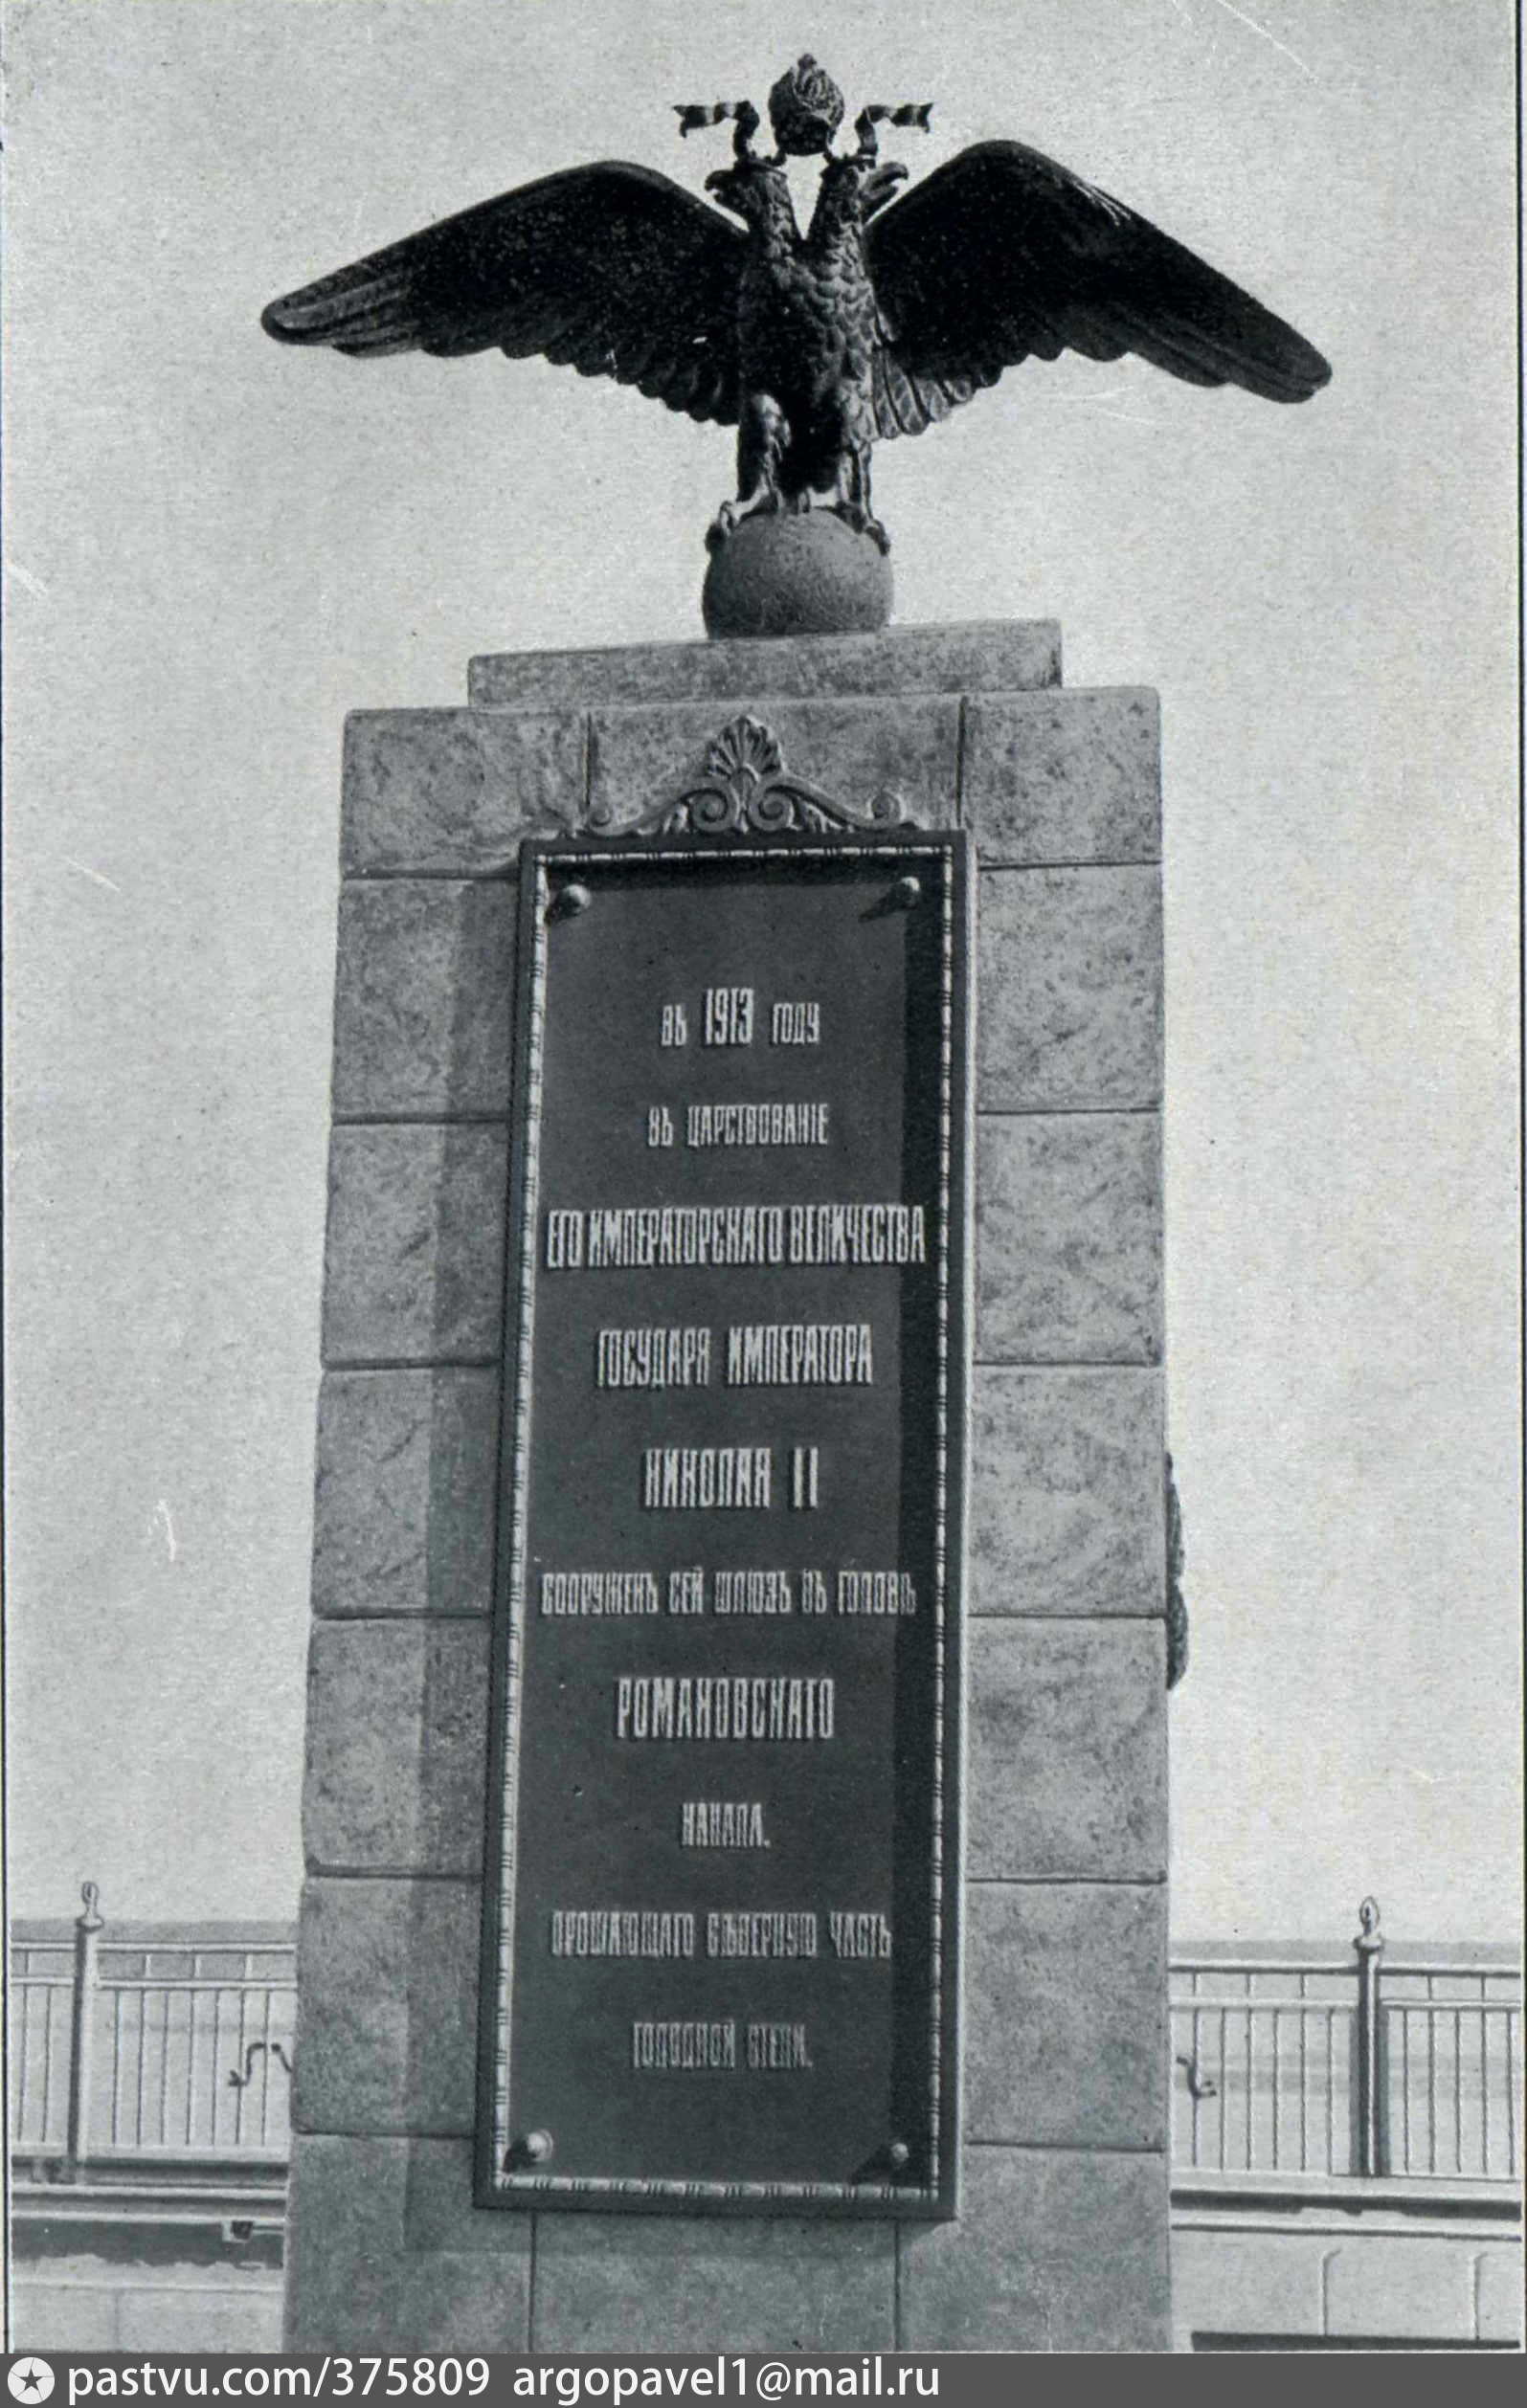 въ 1913 году
въ царствованіе
ЕГО ИМПЕРАТОРСКАГО ВЕЛИЧЕСТВА
ГОСУДАРЯ ИМПЕРАТОРА
НИКОЛАЯ II
сооруженъ сей шлюзъ въ головѣ
РОМАНОВСКАГО
канала.
орошающаго сѣверную часть
голодной степи.
pastvu.com/375809 argopavel1@mail.ru